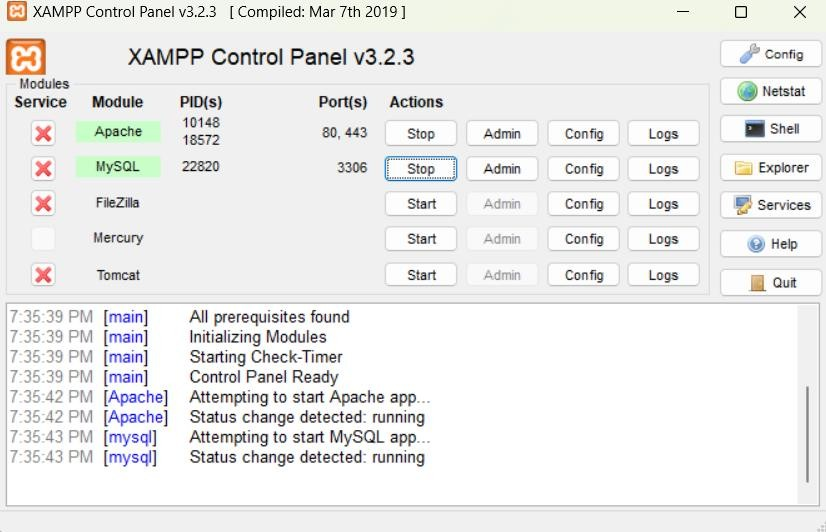 XAMPP Control Panel v3.2.3 [ Compiled: Mar 7th 2019 ]
XAMPP Control Panel v3.2.3
Config
Modules
Service Module PID(s) Port(s) Actions
Netstat
Apache 10148 18572 80, 443 Stop Admin Config Logs
Shell
MySQL 22820 3306 Stop Admin Config Logs
Explorer
FileZilla Start Admin Config Logs
Services
Mercury Start Admin Config Logs
Help
Tomcat Start Admin Config Logs
Quit
7:35:39 PM [main] All prerequisites found
7:35:39 PM [main] Initializing Modules
7:35:39 PM [main] Starting Check-Timer
7:35:39 PM [main] Control Panel Ready
7:35:42 PM [Apache] Attempting to start Apache app...
7:35:42 PM [Apache] Status change detected: running
7:35:43 PM [mysql] Attempting to start MySQL app...
7:35:43 PM [mysql] Status change detected: running